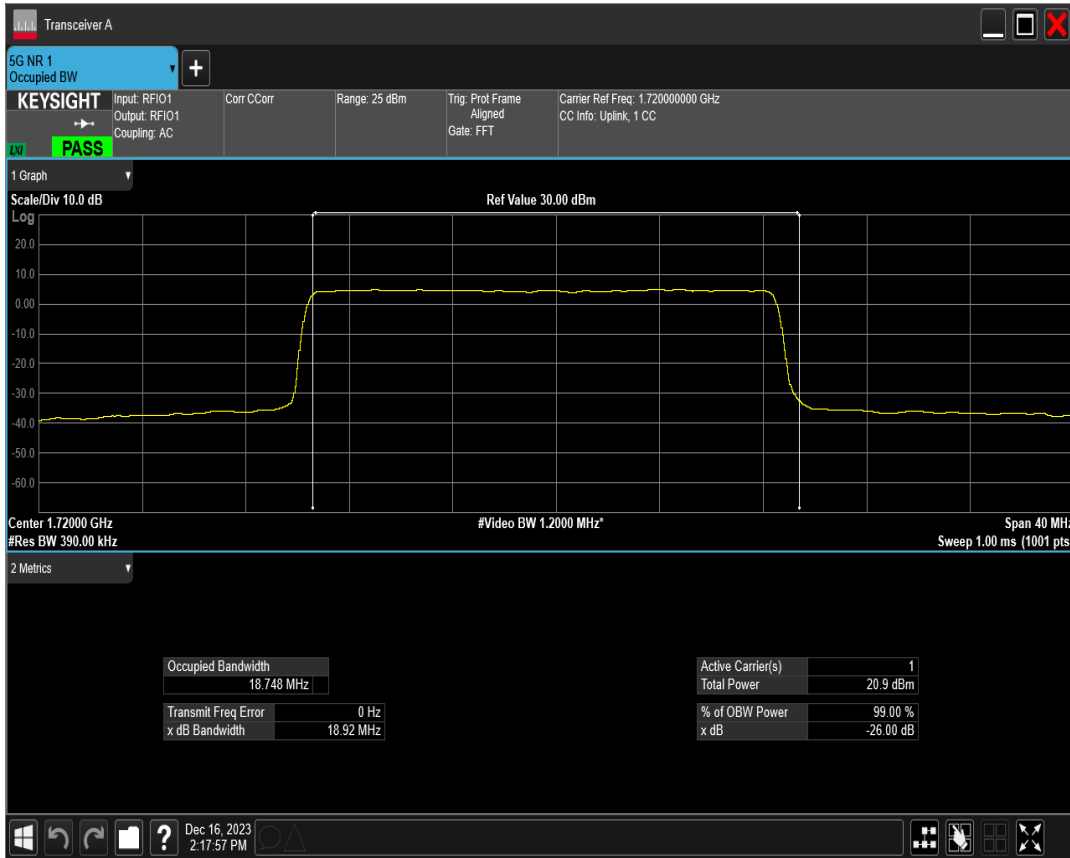 Transceiver A
5G NR 1
Occupied BW
KEYSIGHT
LXI
PASS
Input: RFIO1
Output: RFIO1
Coupling: AC
Corr CCorr
Range: 25 dBm
Trig: Prot Frame
Aligned
Gate: FFT
Carrier Ref Freq: 1.720000000 GHz
CC Info: Uplink, 1 CC
1 Graph
Scale/Div 10.0 dB
Ref Value 30.00 dBm
Log
20.0
10.0
0.00
-10.0
-20.0
-30.0
-40.0
-50.0
-60.0
Center 1.72000 GHz
#Video BW 1.2000 MHz*
Span 40 MHz
#Res BW 390.00 kHz
Sweep 1.00 ms (1001 pts
2 Metrics
Occupied Bandwidth
18.748 MHz
Transmit Freq Error 0 Hz
x dB Bandwidth 18.92 MHz
Active Carrier(s) 1
Total Power 20.9 dBm
% of OBW Power 99.00 %
x dB -26.00 dB
?
Dec 16, 2023
2:17:57 PM